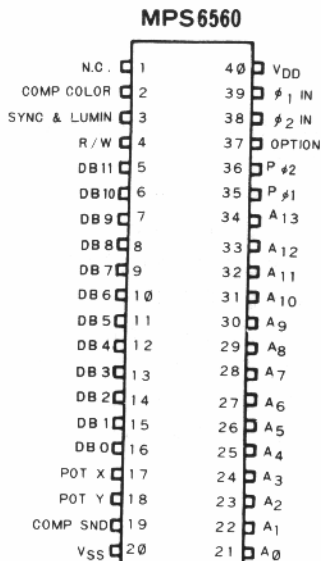 MPS6560
N.C. 1 40 VDD
COMP COLOR 2 39 ϕ1 IN
SYNC & LUMIN 3 38 ϕ2 IN
R/W 4 37 OPTION
DB11 5 36 P ϕ2
DB10 6 35 P ϕ1
DB9 7 34 A13
DB8 8 33 A12
DB7 9 32 A11
DB6 10 31 A10
DB5 11 30 A9
DB4 12 29 A8
DB3 13 28 A7
DB2 14 27 A6
DB1 15 26 A5
DB0 16 25 A4
POT X 17 24 A3
POT Y 18 23 A2
COMP SND 19 22 A1
VSS 20 21 A0